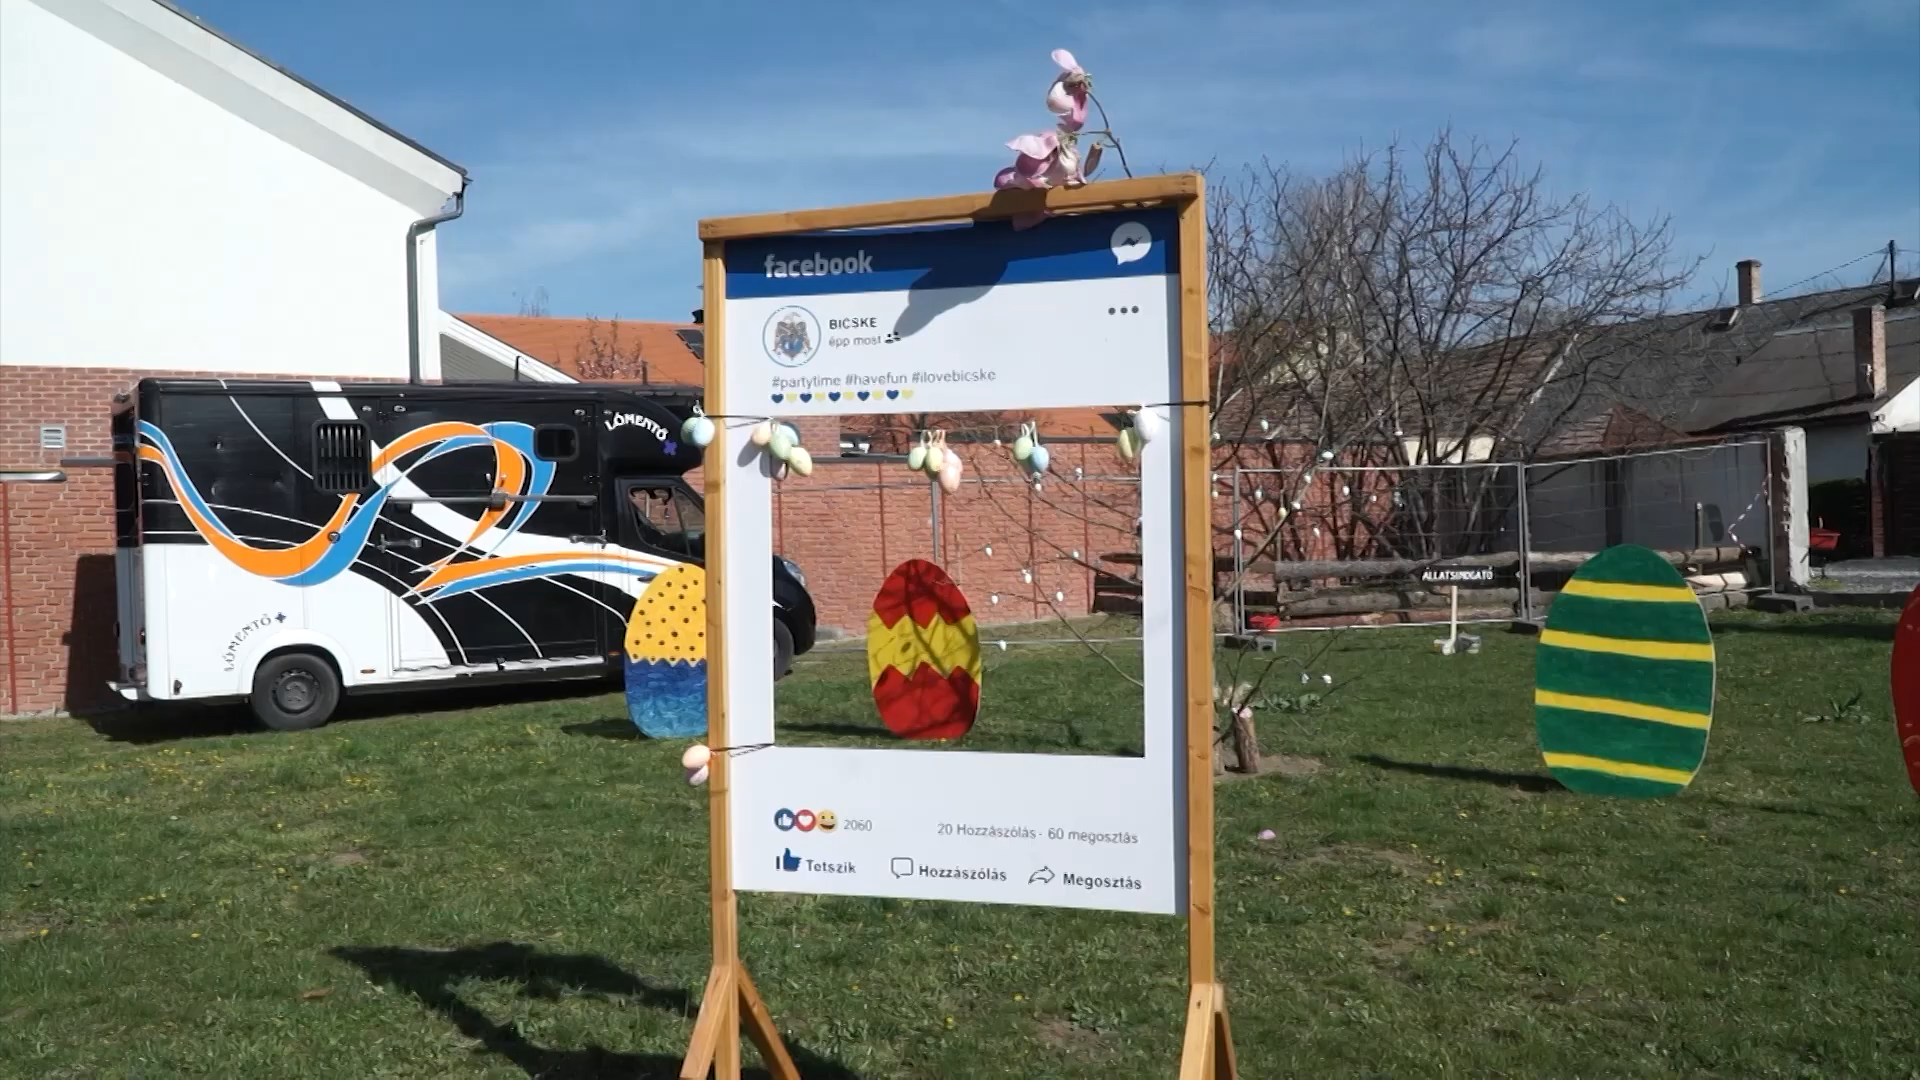 facebook
BICSKE
épp most
#partytime #havefun #ilovebicske
2060
20 Hozzászólás - 60 megosztás
Tetszik
Hozzászólás
Megosztás
LÓMENTŐ
LÓMENTŐ
ÁLLATSIMOGATÓ